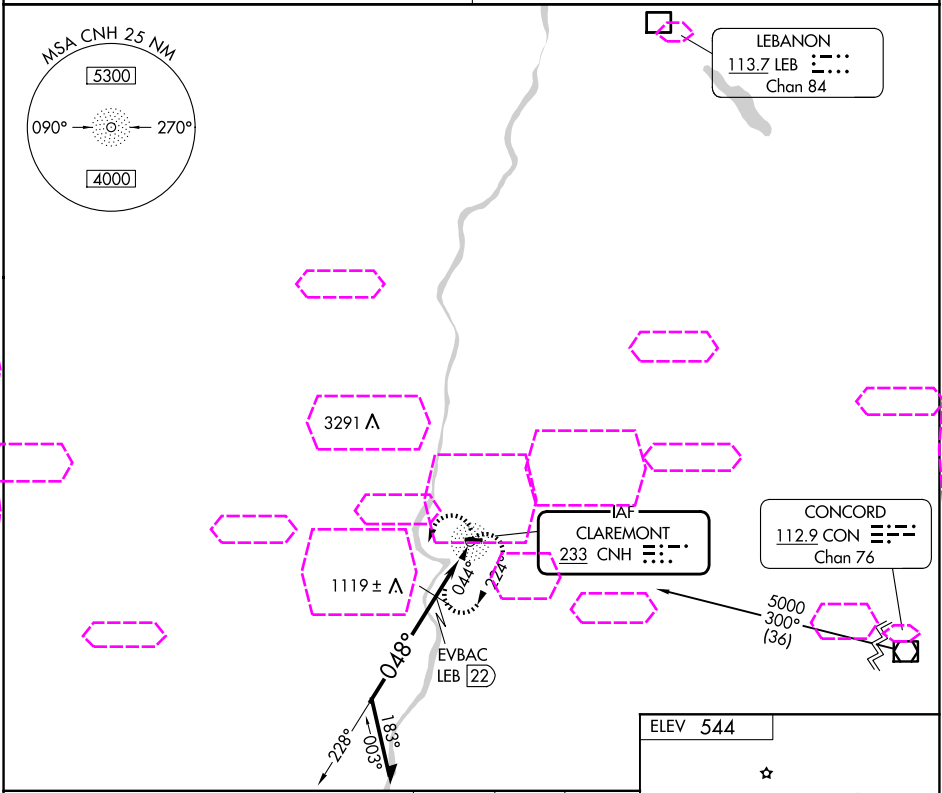 MSA CNH 25 NM
5300
090°
270°
4000
LEBANON
113.7 LEB
Chan 84
3291
IAF
CLAREMONT
233 CNH
CONCORD
112.9 CON
Chan 76
1119 ±
044°
224°
5000
300°
(36)
048°
EVBAC
LEB 22
228°
183°
003°
ELEV 544